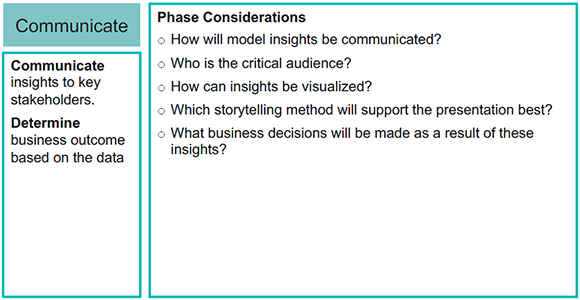 Communicate
Communicate
insights to key
stakeholders.
Determine
business outcome
based on the data
Phase Considerations
How will model insights be communicated?
Who is the critical audience?
How can insights be visualized?
Which storytelling method will support the presentation best?
What business decisions will be made as a result of these
insights?